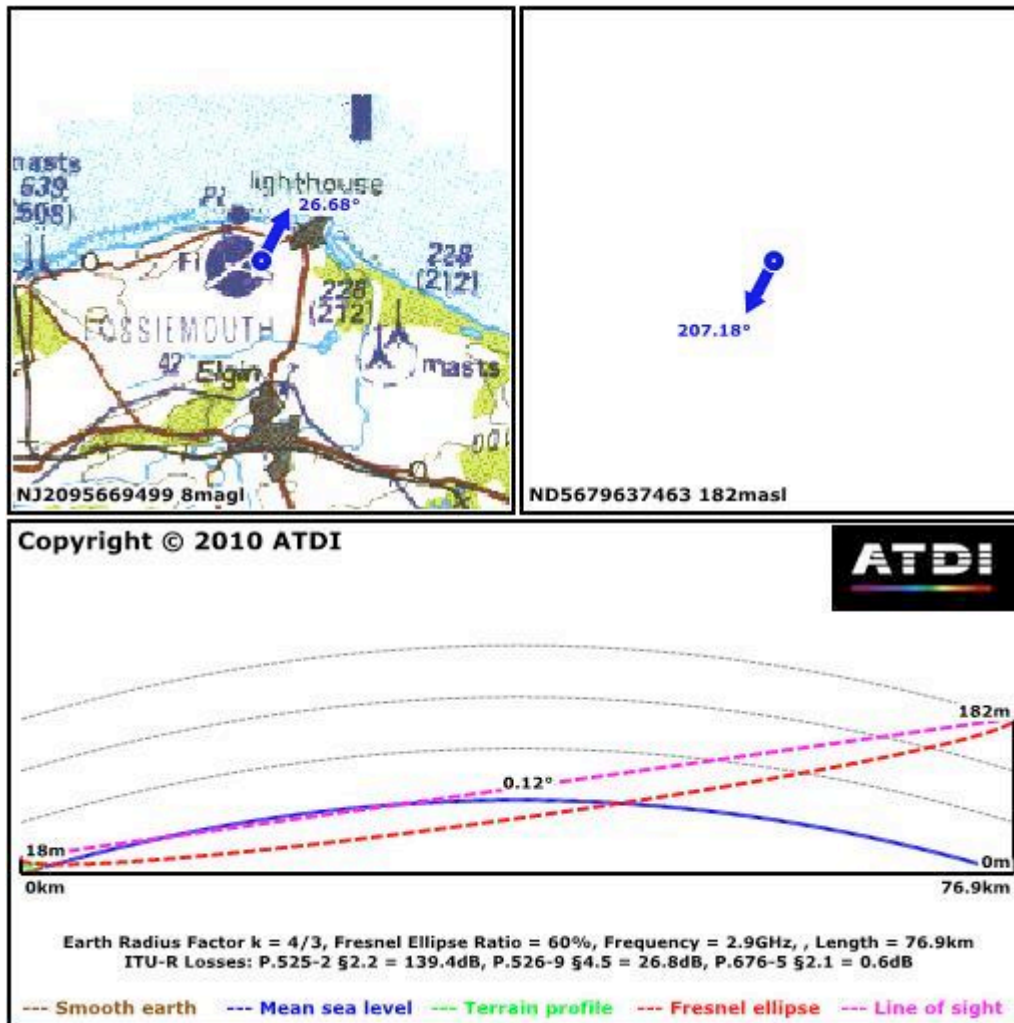 masts
639
lighthouse
26.68°
228
(212)
228
(212)
LOSSIEMOUTH
42
Elgin
masts
NJ2095669499 8magl
207.18°
ND5679637463 182masl
Copyright © 2010 ATDI
ATDI
182m
0.12°
18m
0m
0km
76.9km
Earth Radius Factor k = 4/3, Fresnel Ellipse Ratio = 60%, Frequency = 2.9GHz, , Length = 76.9km
ITU-R Losses: P.525-2 §2.2 = 139.4dB, P.526-9 §4.5 = 26.8dB, P.676-5 §2.1 = 0.6dB
--- Smooth earth --- Mean sea level --- Terrain profile --- Fresnel ellipse --- Line of sight